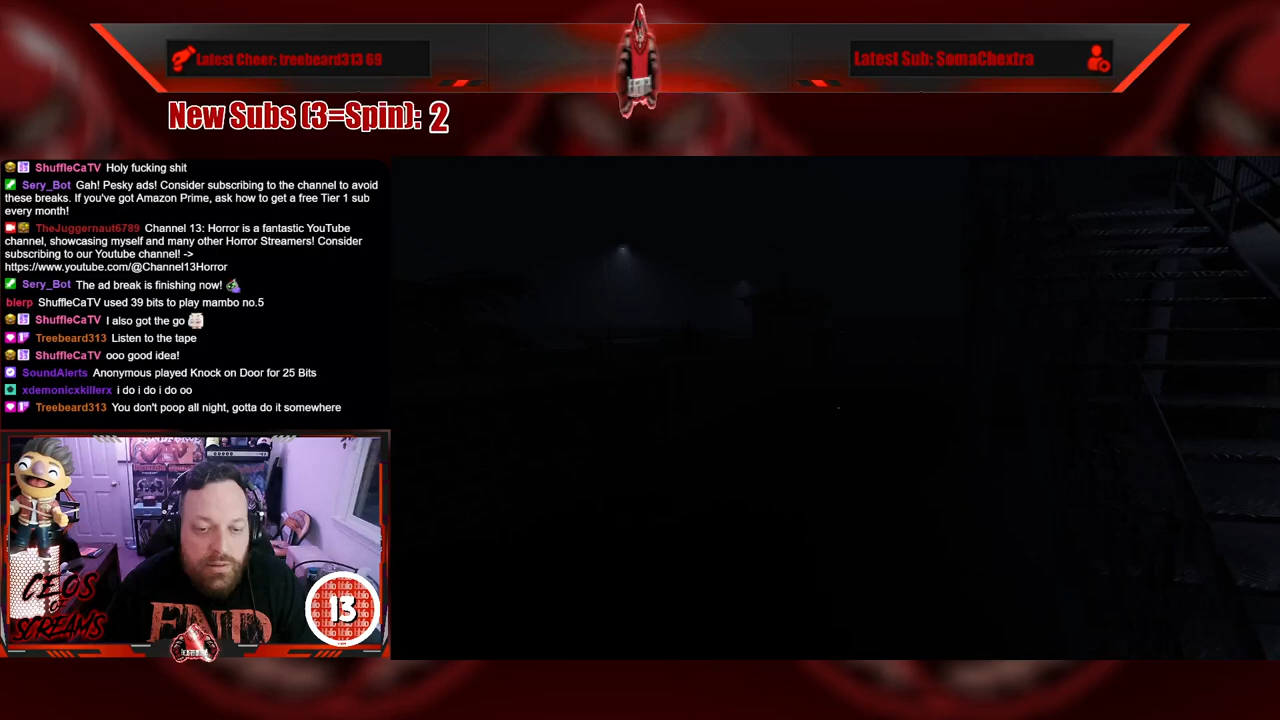 Latest Cheer: treebeard313 69
Latest Sub: SomaChextra
New Subs (3=Spin): 2
ShuffleCaTV Holy fucking shit
Sery_Bot Gah! Pesky ads! Consider subscribing to the channel to avoid
these breaks. If you've got Amazon Prime, ask how to get a free Tier 1 sub
every month!
TheJuggernaut6789 Channel 13: Horror is a fantastic YouTube
channel, showcasing myself and many other Horror Streamers! Consider
subscribing to our Youtube channel! ->
https://www.youtube.com/@Channel13Horror
Sery_Bot The ad break is finishing now!
blerp ShuffleCaTV used 39 bits to play mambo no.5
ShuffleCaTV I also got the go
Treebeard313 Listen to the tape
ShuffleCaTV ooo good idea!
SoundAlerts Anonymous played Knock on Door for 25 Bits
xdemonicxkillerx i do i do i do oo
Treebeard313 You don't poop all night, gotta do it somewhere
CEOS
OF
SCREAMS
END
13